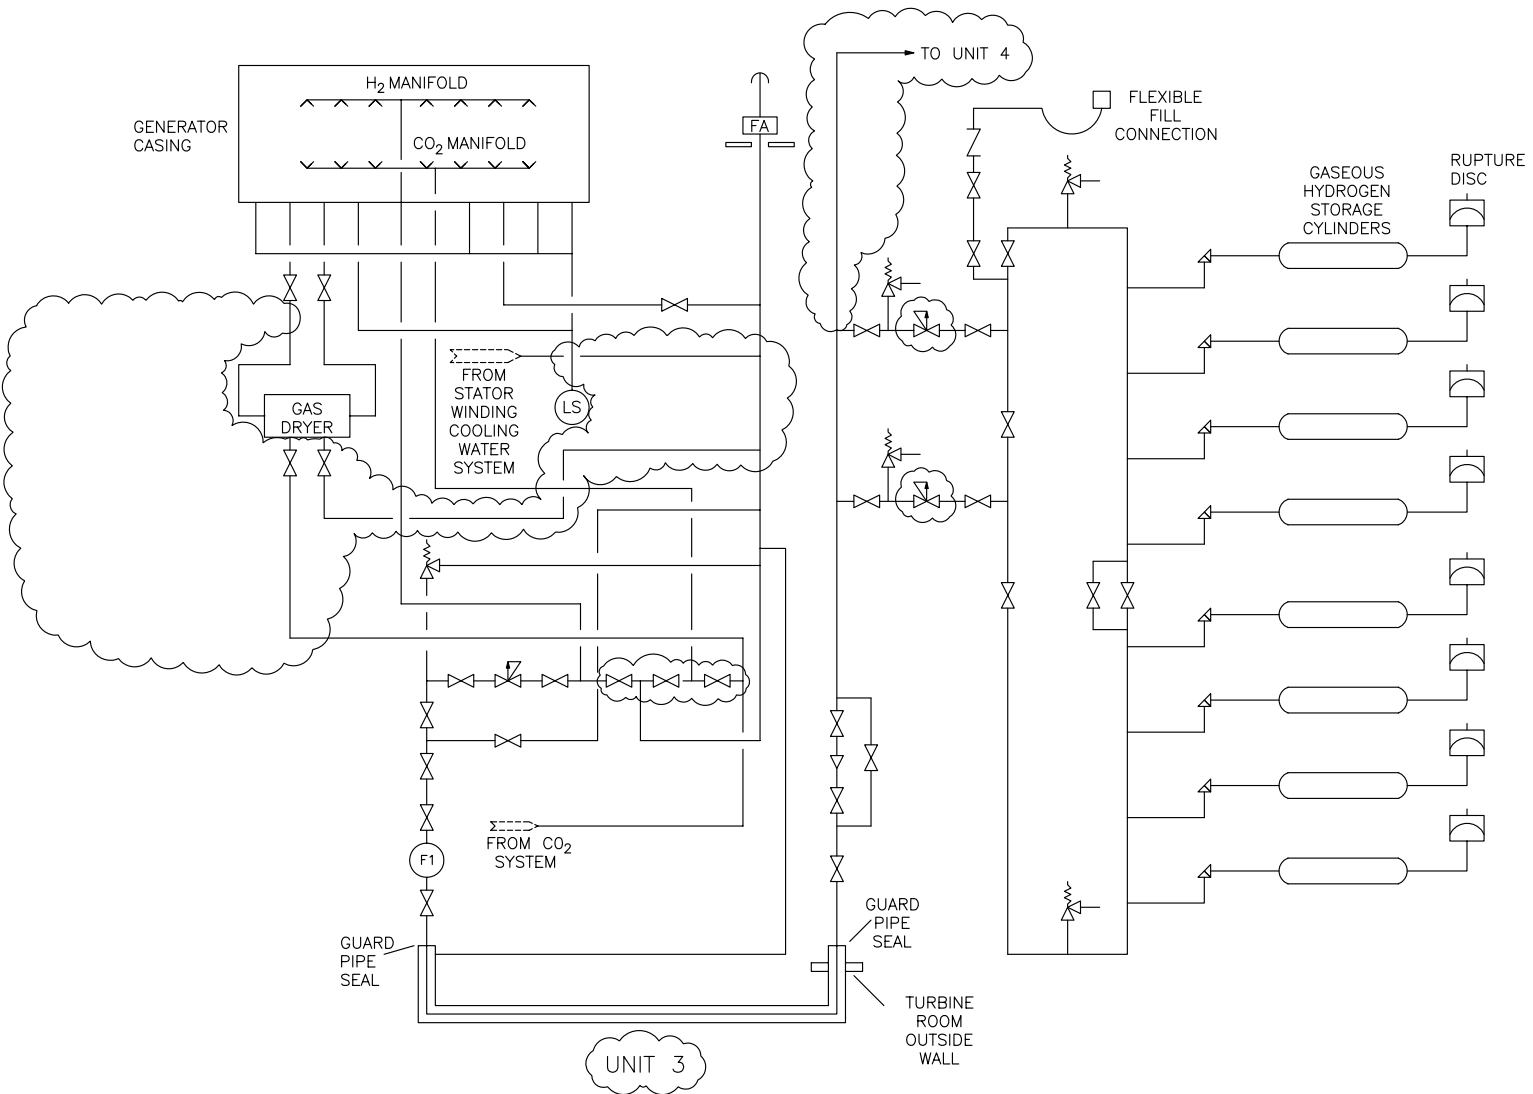 TO UNIT 4
H2 MANIFOLD
GENERATOR
CASING
CO2 MANIFOLD
FA
FLEXIBLE
FILL
CONNECTION
GASEOUS
HYDROGEN
STORAGE
CYLINDERS
RUPTURE
DISC
FROM
STATOR
WINDING
COOLING
WATER
SYSTEM
LS
GAS
DRYER
FROM CO2
SYSTEM
F1
GUARD
PIPE
SEAL
GUARD
PIPE
SEAL
TURBINE
ROOM
OUTSIDE
WALL
UNIT 3